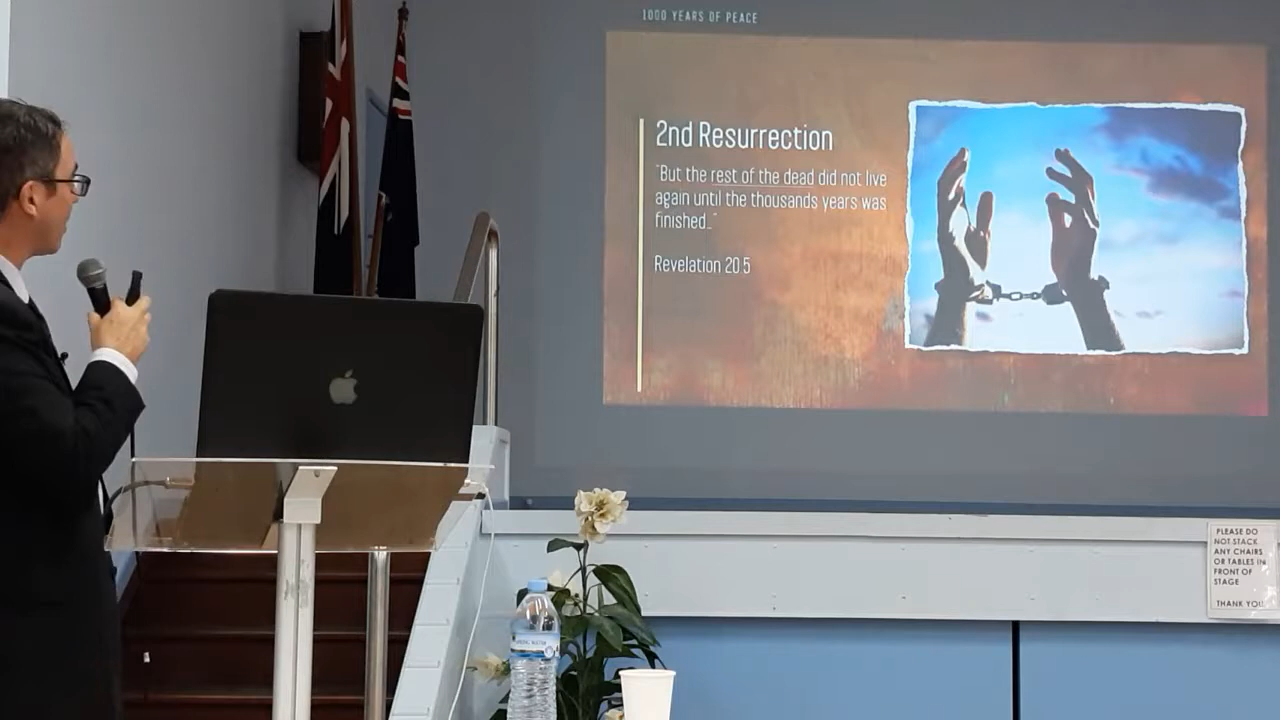 1000 YEARS OF PEACE
2nd Resurrection
"But the rest of the dead did not live
again until the thousands years was
finished..."
Revelation 20 5
PLEASE DO
NOT STACK
ANY CHAIRS
OR TABLES IN
FRONT OF
STAGE
THANK YOU